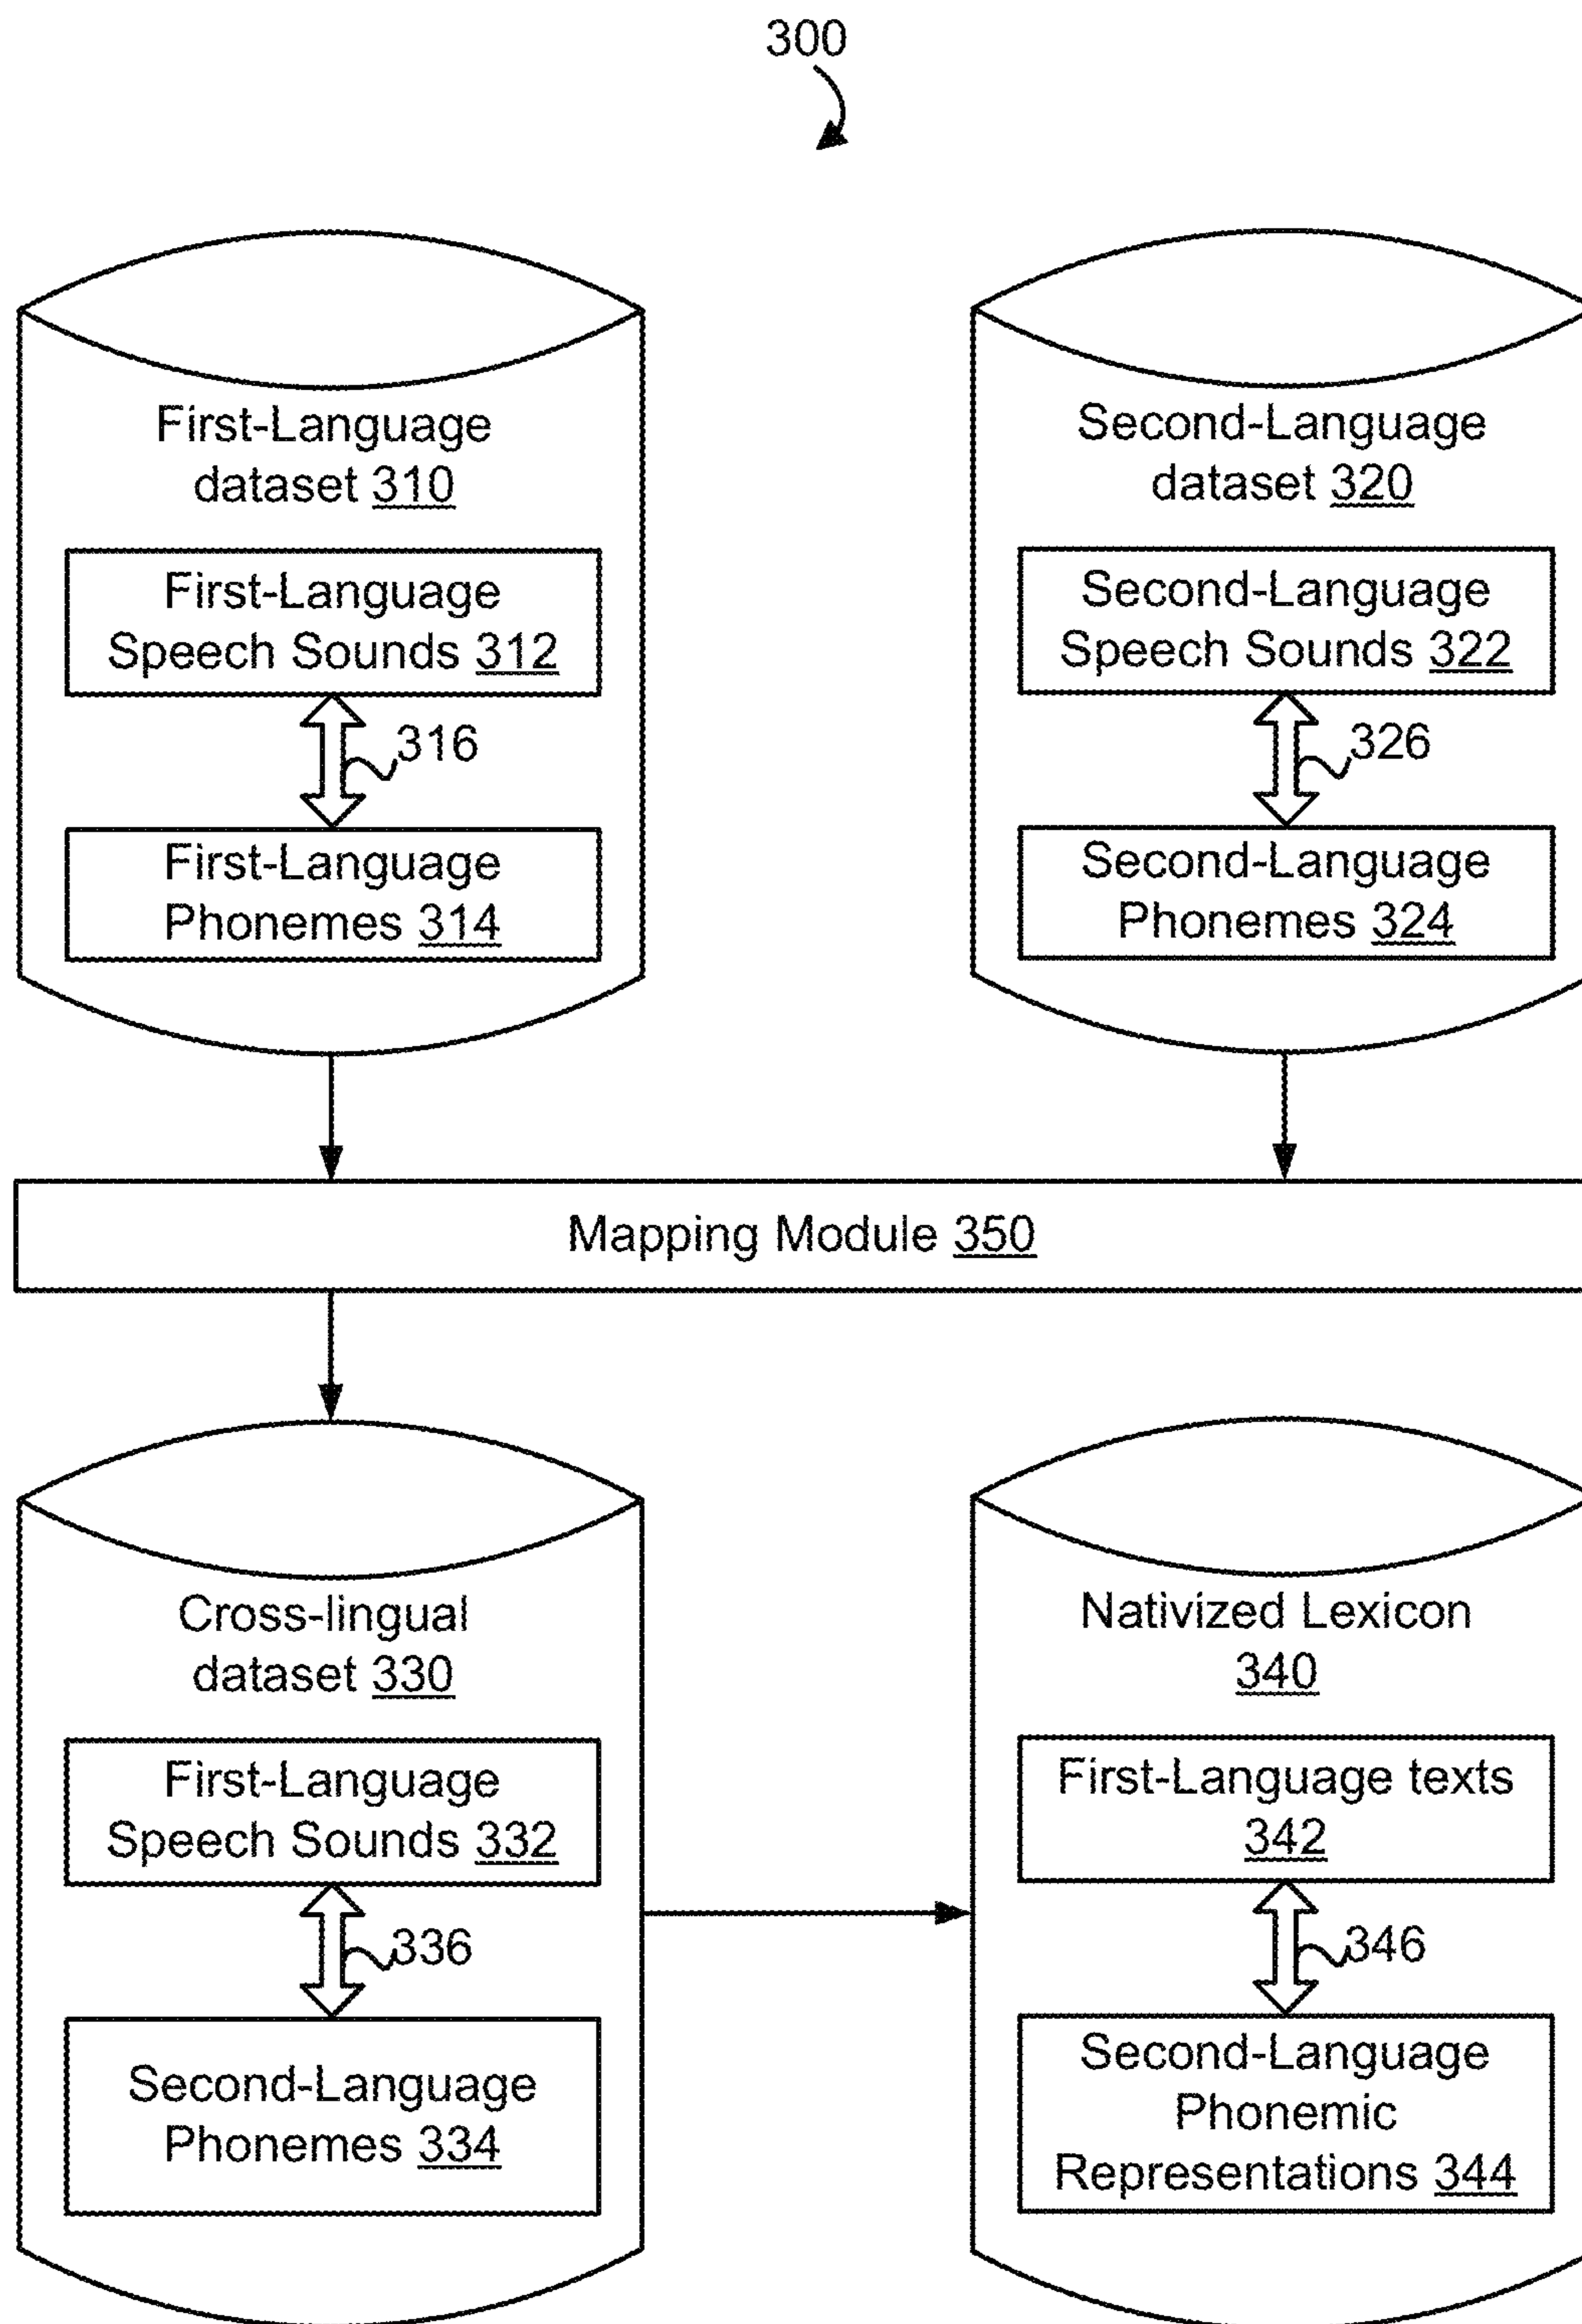 300
First-Language
dataset 310
First-Language
Speech Sounds 312
316
First-Language
Phonemes 314
Second-Language
dataset 320
Second-Language
Speech Sounds 322
326
Second-Language
Phonemes 324
Mapping Module 350
Cross-lingual
dataset 330
First-Language
Speech Sounds 332
336
Second-Language
Phonemes 334
Nativized Lexicon
340
First-Language texts
342
346
Second-Language
Phonemic
Representations 344